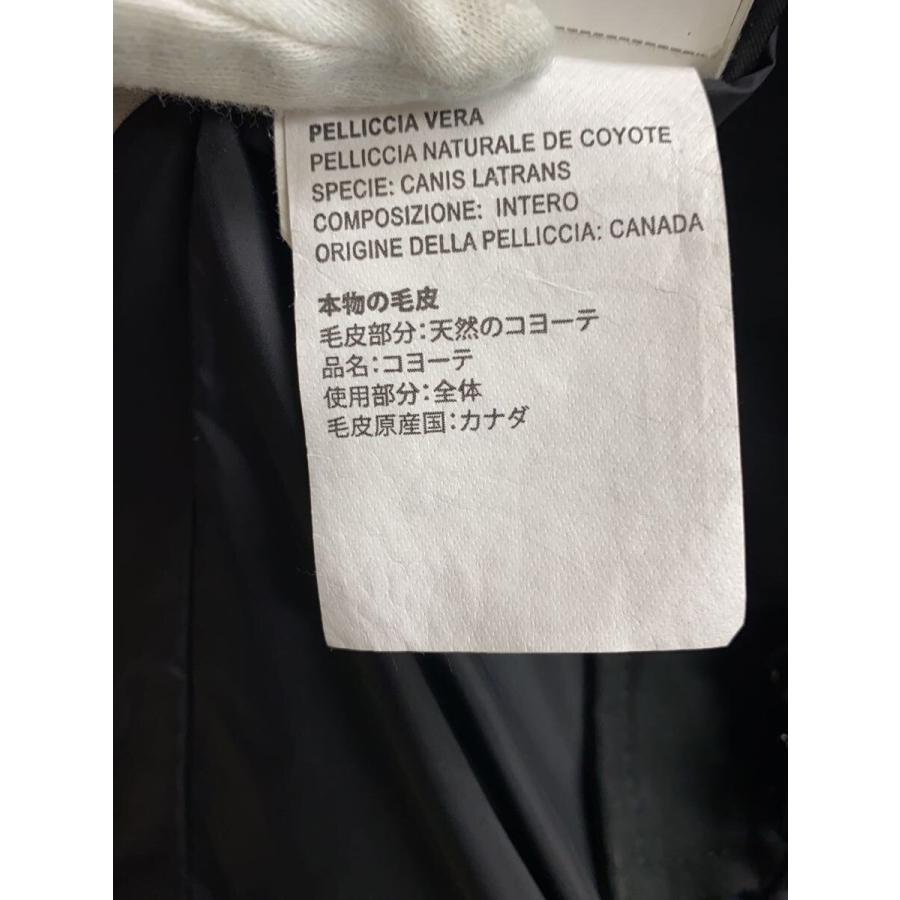 PELLICCIA VERA
PELLICCIA NATURALE DE COYOTE
SPECIE: CANIS LATRANS
COMPOSIZIONE: INTERO
ORIGINE DELLA PELLICCIA: CANADA
本物の毛皮
毛皮部分：天然のコヨーテ
品名：コヨーテ
使用部分：全体
毛皮原産国：カナダ